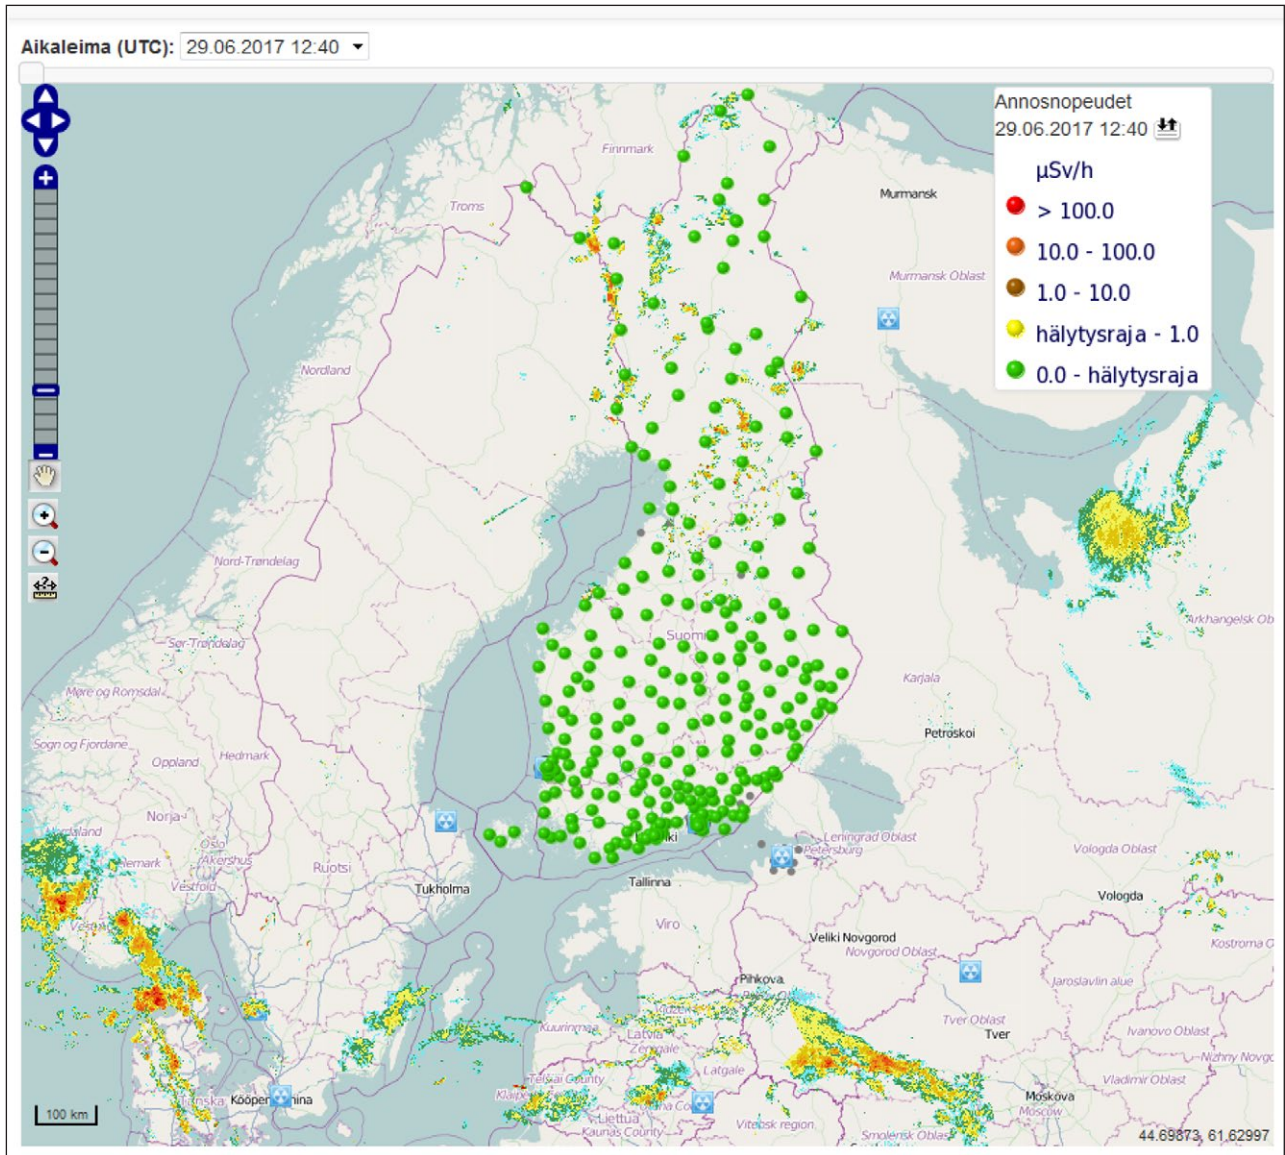 Aikaleima (UTC): 29.06.2017 12:40
Annosnopeudet
29.06.2017 12:40
µSv/h
> 100.0
10.0 - 100.0
1.0 - 10.0
hälytysraja - 1.0
0.0 - hälytysraja
Finnmark
Troms
Murmansk
Murmansk Oblast
Nordland
Nord-Trøndelag
Arkhangelsk Ob
Sør-Trøndelag
Suomi
Karjala
Møre og Romsdal
Petroskoi
Sogn og Fjordane
Hedmark
Oppland
Norja
Oslo
Akershus
Ruotsi
Vestfold
Leningrad Oblast
Petersburg
Vologda Oblast
Tukholma
Tallinna
Vologda
Viro
Veliki Novgorod
Novgorod Oblast
Kostroma O
Pihkova
Jaroslavlin alue
Tver Oblast
Tver
Ivanovo Oblast
Kuurinmaa
Latvia
Zemgale
Latgale
Nizhny Novgo
Telšiai County
Vladimir Oblast
Moskova
Moscow
Liettua
Kaunas County
Vitebsk region
Smolensk Oblas
100 km
44.69873, 61.62997